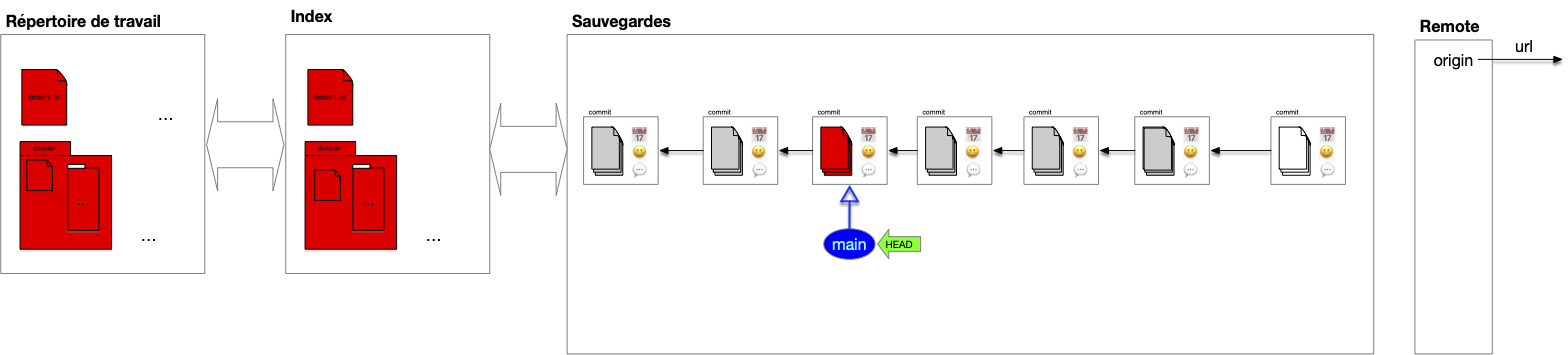 Répertoire de travail
Index
Sauvegardes
Remote
url
origin
fichier1.txt
...
dossier
...
...
fichier1.txt
dossier
...
...
commit
17
...
commit
17
...
commit
17
...
commit
17
...
commit
17
...
commit
17
...
commit
17
...
main
HEAD